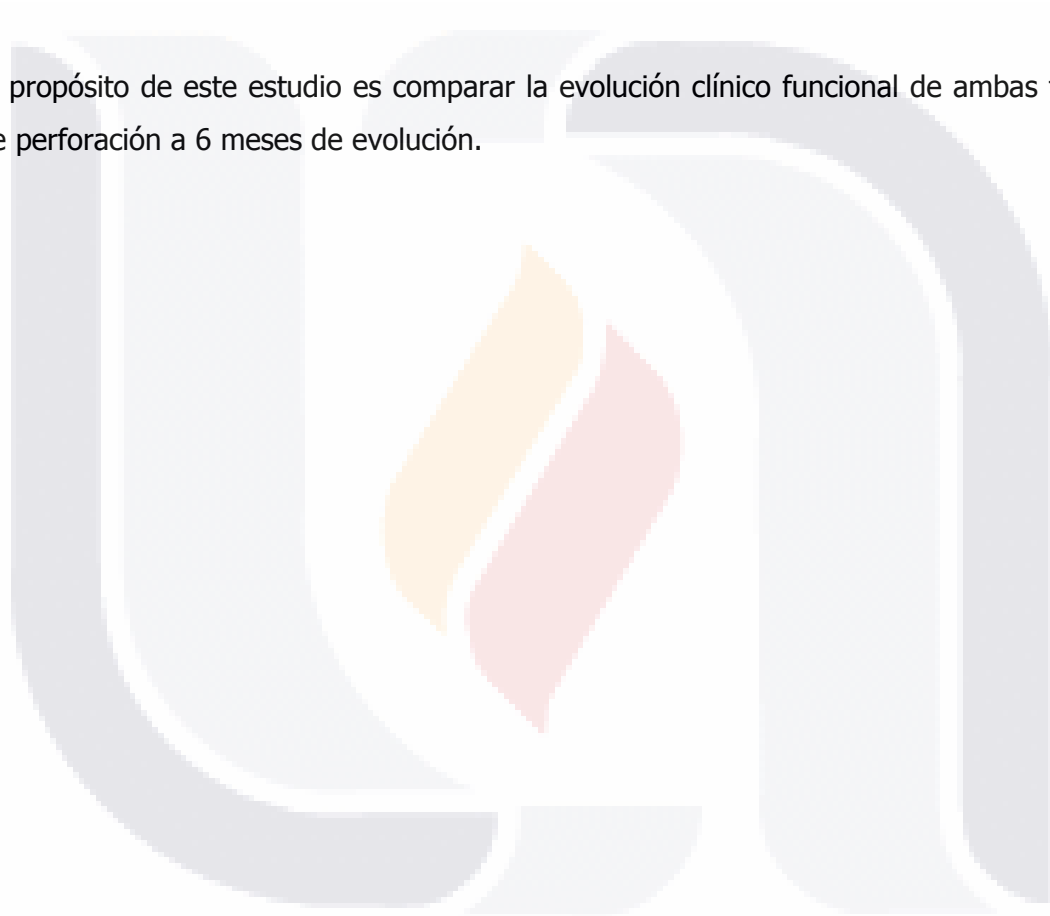 propósito de este estudio es comparar la evolución clínico funcional de ambas
perforación a 6 meses de evolución.